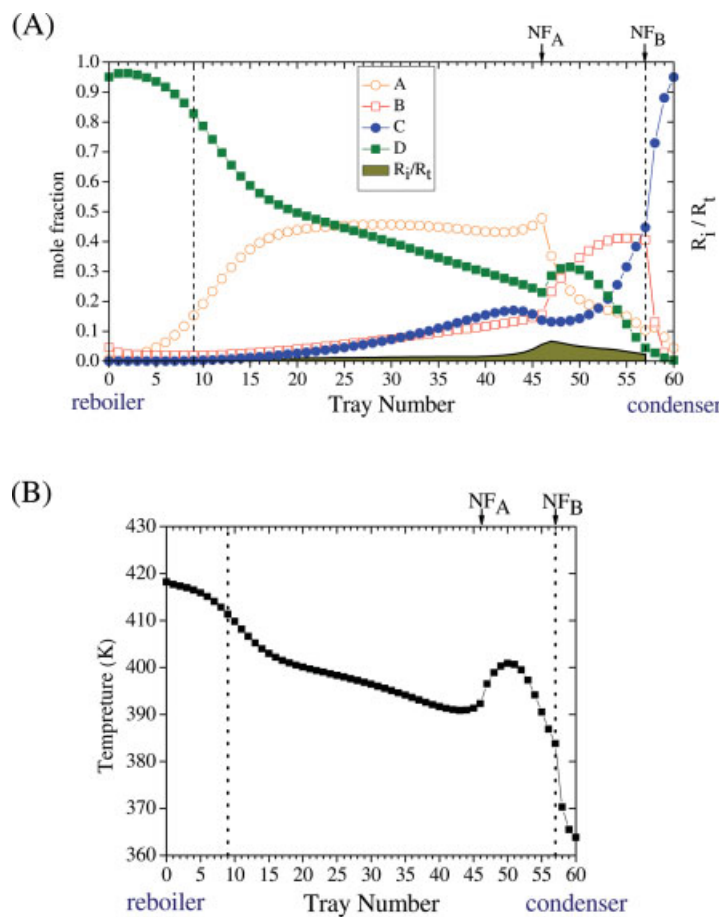 (A)
NF_A NF_B
1.0
0.9
0.8
0.7
0.6
0.5
0.4
0.3
0.2
0.1
0.0
mole fraction
A
B
C
D
R_i/R_t
R_i / R_t
0 5 10 15 20 25 30 35 40 45 50 55 60
reboiler Tray Number condenser
(B)
NF_A NF_B
430
420
410
400
390
380
370
360
Tempreture (K)
0 5 10 15 20 25 30 35 40 45 50 55 60
reboiler Tray Number condenser